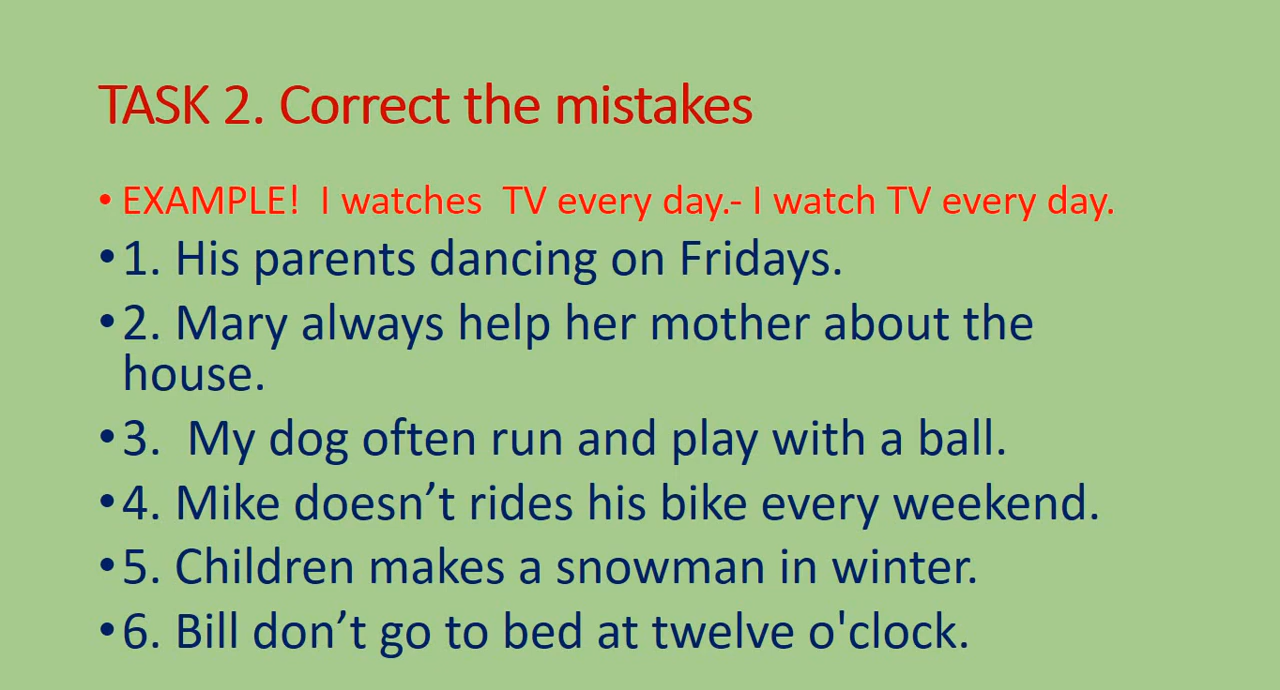 TASK 2. Correct the mistakes
• EXAMPLE!  I watches  TV every day.- I watch TV every day.
• 1. His parents dancing on Fridays.
• 2. Mary always help her mother about the
house.
• 3.  My dog often run and play with a ball.
• 4. Mike doesn’t rides his bike every weekend.
• 5. Children makes a snowman in winter.
• 6. Bill don’t go to bed at twelve o'clock.